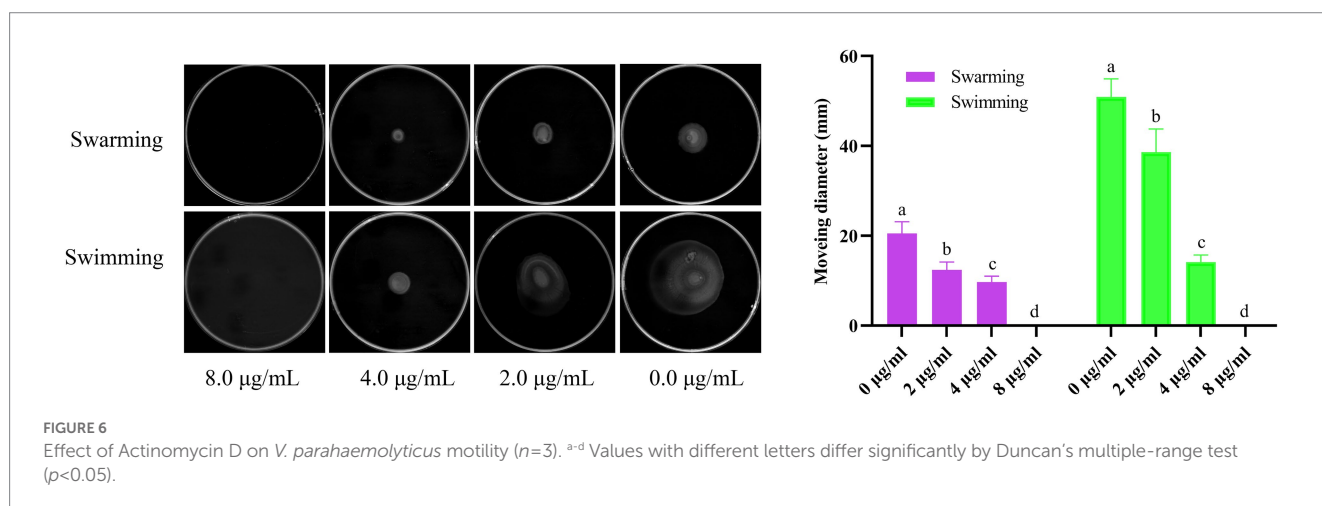 Swarming
Swimming
8.0 μg/mL
4.0 μg/mL
2.0 μg/mL
0.0 μg/mL
60
40
20
0
Moveing diameter (mm)
Swarming
Swimming
a
b
c
d
a
b
c
d
0 μg/ml
2 μg/ml
4 μg/ml
8 μg/ml
0 μg/ml
2 μg/ml
4 μg/ml
8 μg/ml
FIGURE 6
Effect of Actinomycin D on V. parahaemolyticus motility (n=3). a-d Values with different letters differ significantly by Duncan’s multiple-range test
(p<0.05).